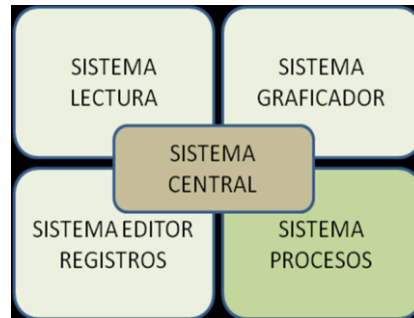 SISTEMA
LECTURA
SISTEMA
GRAFICADOR
SISTEMA
CENTRAL
SISTEMA EDITOR
REGISTROS
SISTEMA
PROCESOS